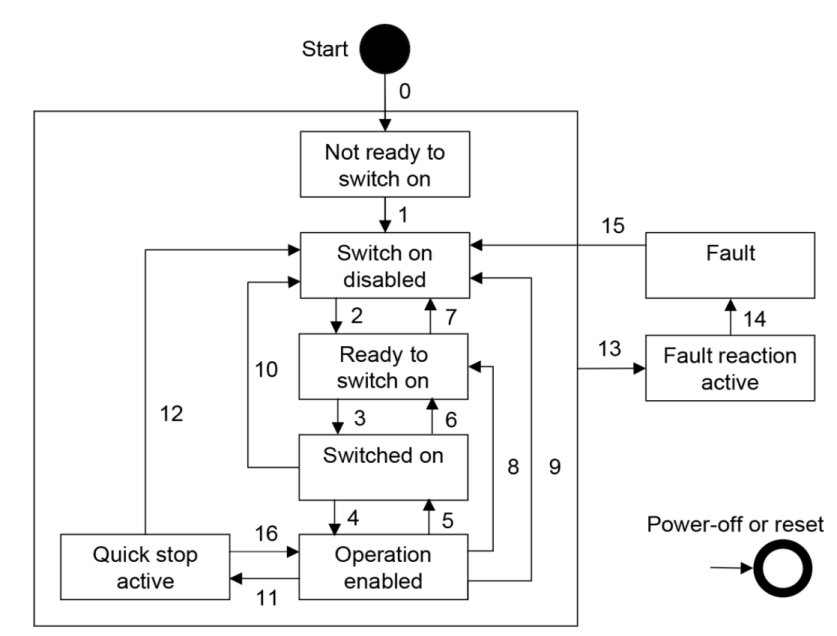 Start
0
Not ready to
switch on
1
15
Switch on
disabled
Fault
2
7
14
13
Ready to
switch on
Fault reaction
active
10
12
3
6
Switched on
8
9
4
5
Power-off or reset
16
Quick stop
active
Operation
enabled
11